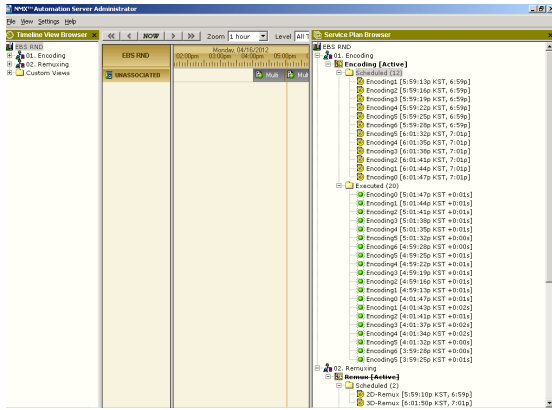 NMX™ Automation Server Administrator
File View Settings Help
Timeline View Browser
EBS RND
01. Encoding
02. Remuxing
Custom Views
NOW
Zoom 1 hour
Level All T
EBS RND
Monday, 04/16/2012
02:00pm 03:00pm 04:00pm 05:00pm
UNASSOCIATED
Multi
Mult
Service Plan Browser
EBS RND
01. Encoding
Encoding [Active]
Scheduled (12)
Encoding1 [5:59:13p KST, 6:59p]
Encoding2 [5:59:16p KST, 6:59p]
Encoding3 [5:59:19p KST, 6:59p]
Encoding4 [5:59:22p KST, 6:59p]
Encoding5 [5:59:25p KST, 6:59p]
Encoding6 [5:59:28p KST, 6:59p]
Encoding5 [6:01:32p KST, 7:01p]
Encoding4 [6:01:35p KST, 7:01p]
Encoding3 [6:01:38p KST, 7:01p]
Encoding2 [6:01:41p KST, 7:01p]
Encoding1 [6:01:44p KST, 7:01p]
Encoding0 [6:01:47p KST, 7:01p]
Executed (20)
Encoding0 [5:01:47p KST +0:01s]
Encoding1 [5:01:44p KST +0:01s]
Encoding2 [5:01:41p KST +0:01s]
Encoding3 [5:01:38p KST +0:01s]
Encoding4 [5:01:35p KST +0:01s]
Encoding5 [5:01:32p KST +0:00s]
Encoding6 [4:59:28p KST +0:00s]
Encoding5 [4:59:25p KST +0:01s]
Encoding4 [4:59:22p KST +0:01s]
Encoding3 [4:59:19p KST +0:01s]
Encoding2 [4:59:16p KST +0:01s]
Encoding1 [4:59:13p KST +0:01s]
Encoding0 [4:01:47p KST +0:01s]
Encoding1 [4:01:43p KST +0:02s]
Encoding2 [4:01:41p KST +0:01s]
Encoding3 [4:01:37p KST +0:02s]
Encoding4 [4:01:34p KST +0:02s]
Encoding5 [4:01:32p KST +0:00s]
Encoding6 [3:59:28p KST +0:00s]
Encoding5 [3:59:25p KST +0:01s]
02. Remuxing
Remux [Active]
Scheduled (2)
2D-Remux [5:59:10p KST, 6:59p]
3D-Remux [6:01:50p KST, 7:01p]